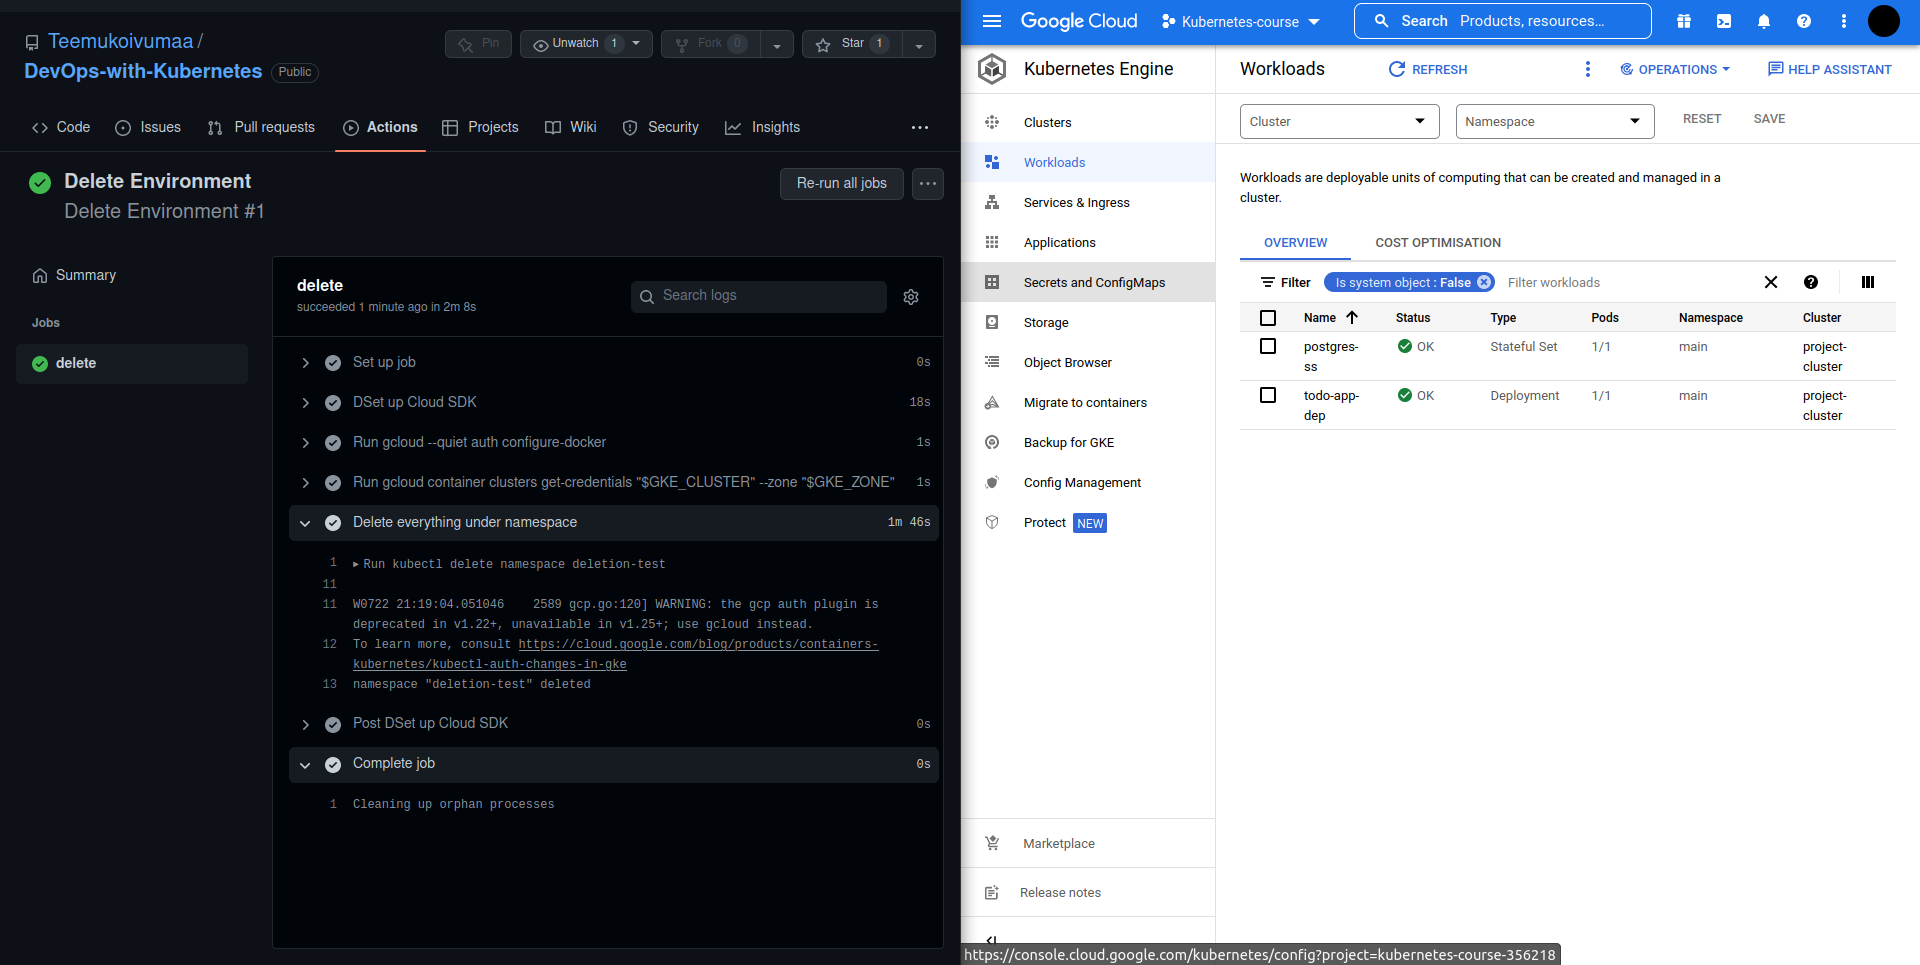 Teemukoivumaa /
DevOps-with-Kubernetes Public
Pin
Unwatch 1
Fork 0
Star 1
Code
Issues
Pull requests
Actions
Projects
Wiki
Security
Insights
Delete Environment
Delete Environment #1
Re-run all jobs
Summary
Jobs
delete
delete
succeeded 1 minute ago in 2m 8s
Search logs
Set up job 0s
DSet up Cloud SDK 18s
Run gcloud --quiet auth configure-docker 1s
Run gcloud container clusters get-credentials "$GKE_CLUSTER" --zone "$GKE_ZONE" 1s
Delete everything under namespace 1m 46s
1 Run kubectl delete namespace deletion-test
11
11 W0722 21:19:04.051046 2589 gcp.go:120] WARNING: the gcp auth plugin is
deprecated in v1.22+, unavailable in v1.25+; use gcloud instead.
12 To learn more, consult https://cloud.google.com/blog/products/containers-
kubernetes/kubectl-auth-changes-in-gke
13 namespace "deletion-test" deleted
Post DSet up Cloud SDK 0s
Complete job 0s
1 Cleaning up orphan processes
Google Cloud
Kubernetes-course
Search Products, resources...
Kubernetes Engine
Clusters
Workloads
Services & Ingress
Applications
Secrets and ConfigMaps
Storage
Object Browser
Migrate to containers
Backup for GKE
Config Management
Protect NEW
Marketplace
Release notes
Workloads
REFRESH
OPERATIONS
HELP ASSISTANT
Cluster
Namespace
RESET
SAVE
Workloads are deployable units of computing that can be created and managed in a
cluster.
OVERVIEW
COST OPTIMISATION
Filter
Is system object : False
Filter workloads
Name Status Type Pods Namespace Cluster
postgres- OK Stateful Set 1/1 main project-
ss cluster
todo-app- OK Deployment 1/1 main project-
dep cluster
https://console.cloud.google.com/kubernetes/config?project=kubernetes-course-356218